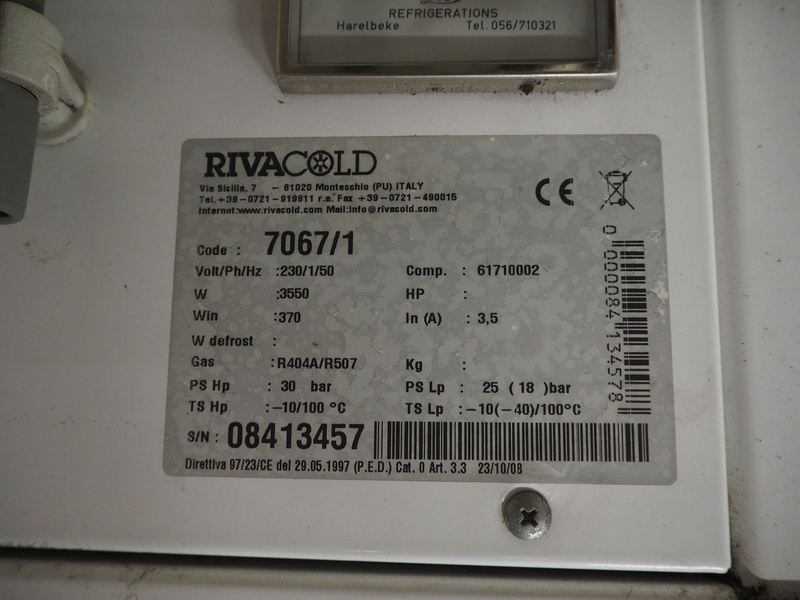 REFRIGERATIONS
Harelbeke Tel. 056/710321
RIVACOLD
Via Sicilia, 7 – 61020 Montecchio (PU) ITALY
Tel.+39-0721-919911 r.a. Fax +39-0721-490015
Internet:www.rivacold.com Mail:info@rivacold.com
CE
Code : 7067/1
Volt/Ph/Hz :230/1/50 Comp. : 61710002
W :3550 HP :
Win :370 In (A) : 3,5
W defrost :
Gas :R404A/R507 Kg :
PS Hp : 30 bar PS Lp : 25 ( 18 )bar
TS Hp :-10/100 °C TS Lp :-10(-40)/100°C
S/N : 08413457
Direttiva 97/23/CE del 29.05.1997 (P.E.D.) Cat. 0 Art. 3.3 23/10/08
0 000084 134578